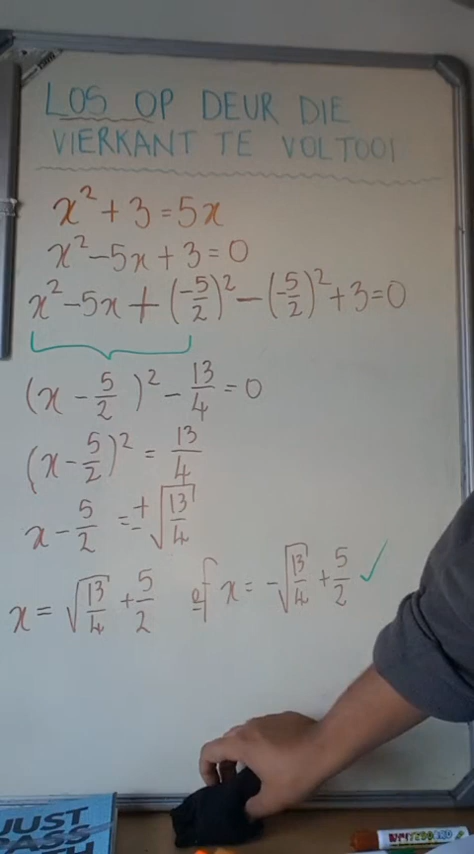 LOS OP DEUR DIE
VIERKANT TE VOLTOOI
x² + 3 = 5x
x² - 5x + 3 = 0
x² - 5x + (-5/2)² - (-5/2)² + 3 = 0
(x - 5/2)² - 13/4 = 0
(x - 5/2)² = 13/4
x - 5/2 = ±√(13/4)
x = √(13/4) + 5/2 of x = -√(13/4) + 5/2 ✓
JUST
PASS
WHITEBOARD